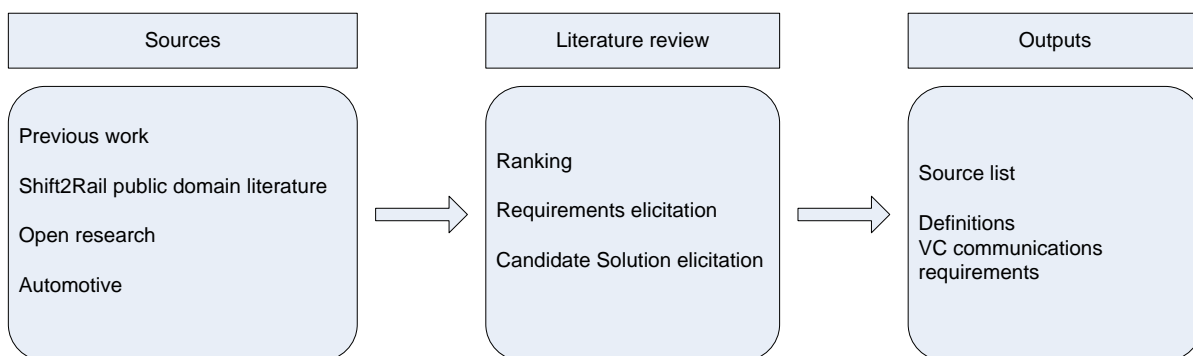 Sources
Previous work
Shift2Rail public domain literature
Open research
Automotive
Literature review
Ranking
Requirements elicitation
Candidate Solution elicitation
Outputs
Source list
Definitions
VC communications
requirements